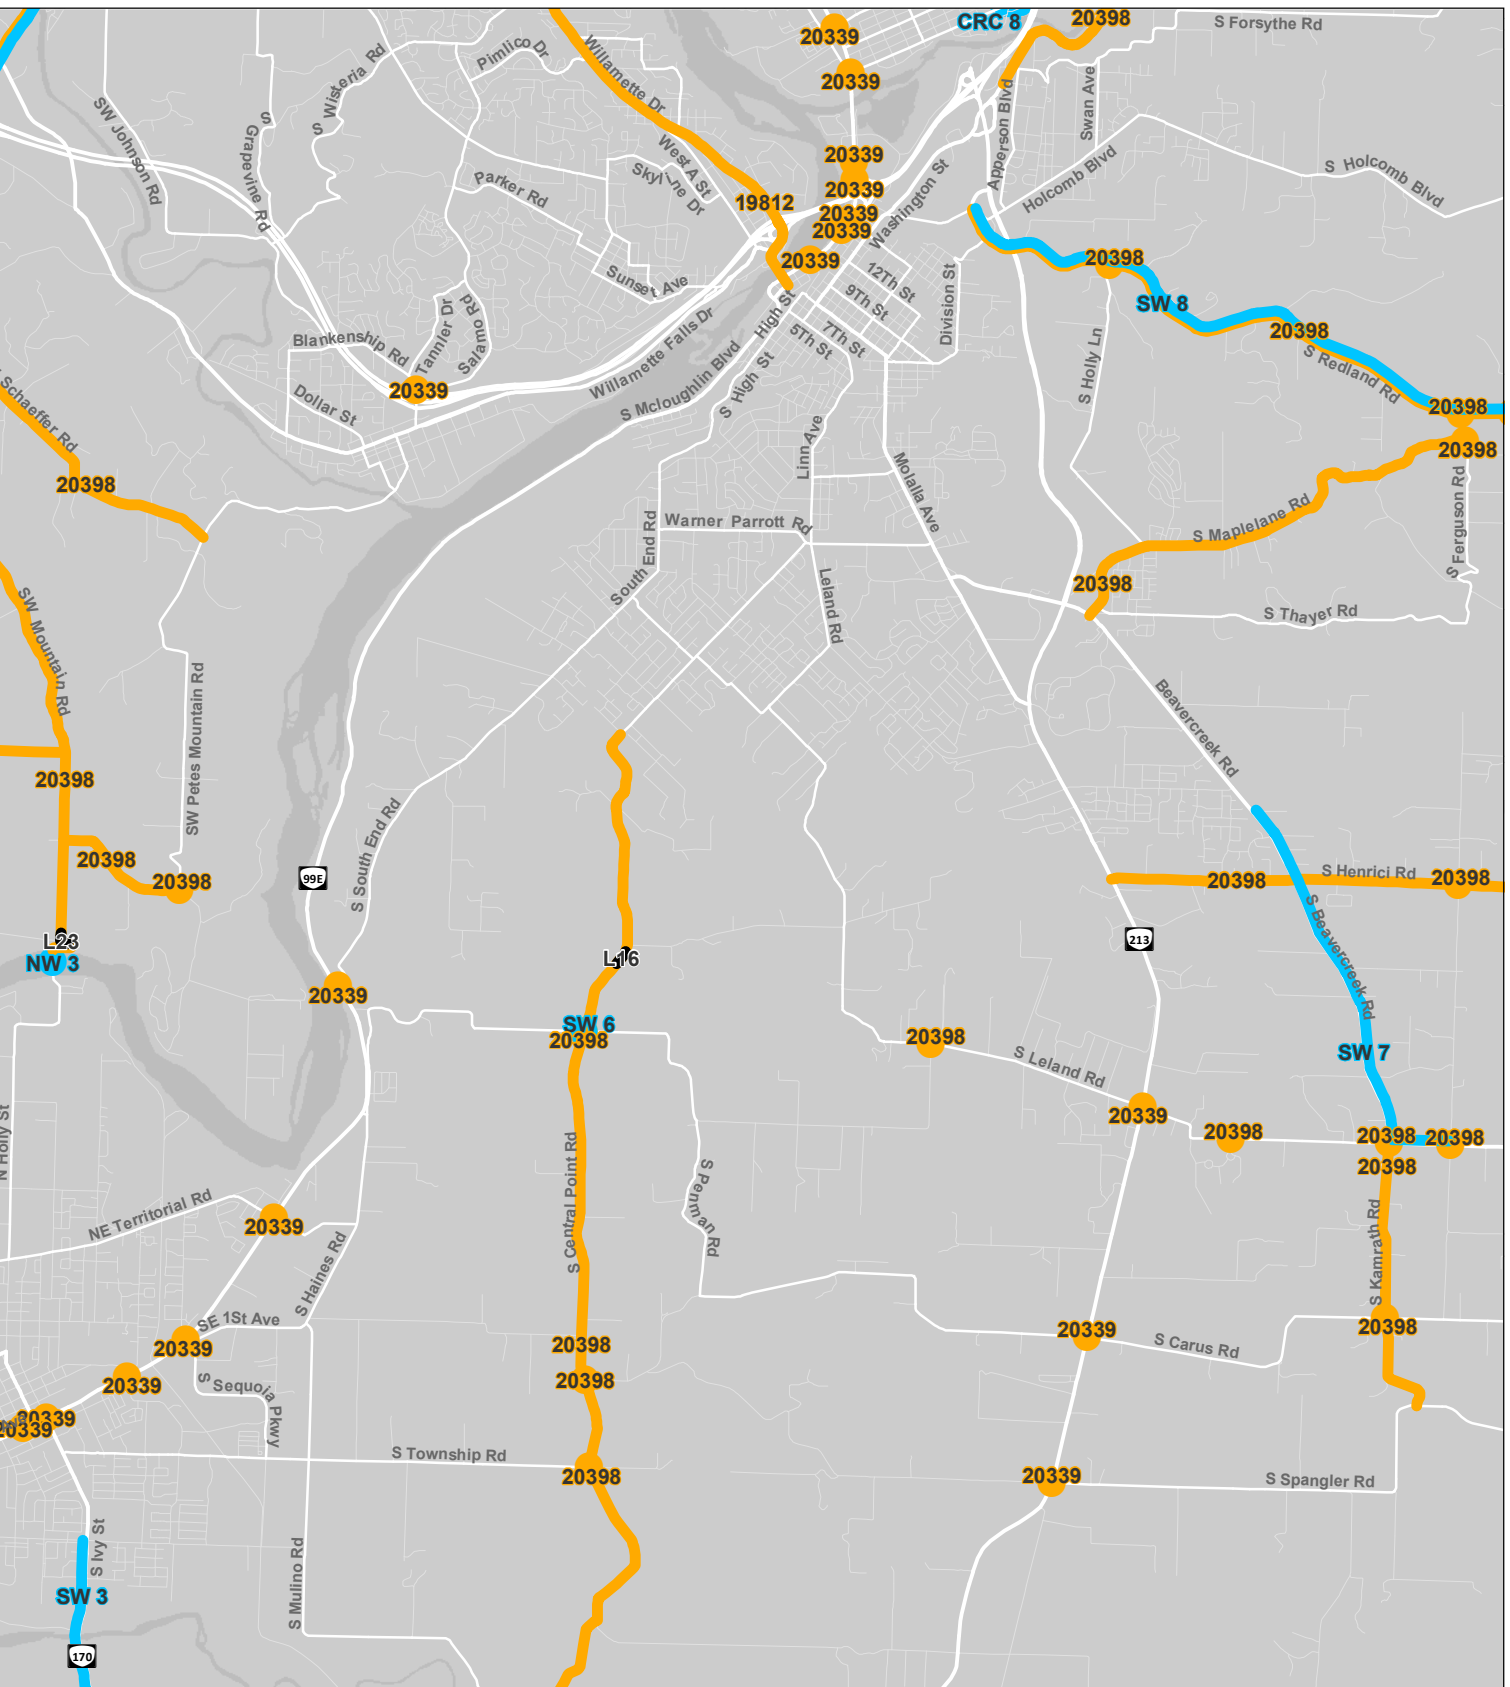 CRC 8
20398
S Forsythe Rd
20339
Pimlico Dr
Willamette Dr
S Wisteria Rd
20339
SW Johnson Rd
S Grapevine Rd
Apperson Blvd
Swan Ave
West A St
Skyline Dr
20339
Holcomb Blvd
S Holcomb Blvd
Parker Rd
20339
19812
20339
Washington St
20339
20339
20398
12Th St
Sunset Ave
9Th St
Division St
SW 8
High St
7Th St
5Th St
20398
Tannler Dr
Salamo Rd
Blankenship Rd
Willamette Falls Dr
S Mcloughlin Blvd
S High St
S Holly Ln
S Redland Rd
20339
Dollar St
Schaeffer Rd
20398
Linn Ave
20398
Molalla Ave
20398
S Ferguson Rd
Warner Parrott Rd
South End Rd
S Maplelane Rd
20398
Leland Rd
S Thayer Rd
SW Mountain Rd
SW Petes Mountain Rd
Beavercreek Rd
20398
S South End Rd
20398
20398
99E
20398
S Henrici Rd
20398
S Beavercreek Rd
L23
213
NW 3
L16
20339
SW 6
20398
20398
S Leland Rd
SW 7
20339
20398
20398
20398
20398
N Holly St
S Central Point Rd
S Penman Rd
NE Territorial Rd
20339
S Haines Rd
S Kamrath Rd
SE 1St Ave
20339
20398
20339
S Carus Rd
20398
20339
S Sequoia Pkwy
20398
20339
20339
S Township Rd
20398
20339
S Spangler Rd
S Ivy St
S Mulino Rd
SW 3
170